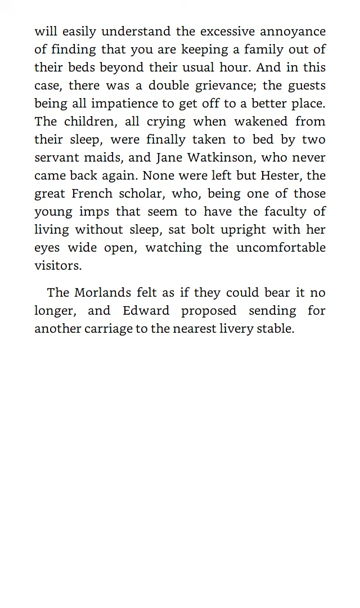 will easily understand the excessive annoyance
of finding that you are keeping a family out of
their beds beyond their usual hour. And in this
case, there was a double grievance; the guests
being all impatience to get off to a better place.
The children, all crying when wakened from
their sleep, were finally taken to bed by two
servant maids, and Jane Watkinson, who never
came back again. None were left but Hester, the
great French scholar, who, being one of those
young imps that seem to have the faculty of
living without sleep, sat bolt upright with her
eyes wide open, watching the uncomfortable
visitors.
The Morlands felt as if they could bear it no
longer, and Edward proposed sending for
another carriage to the nearest livery stable.